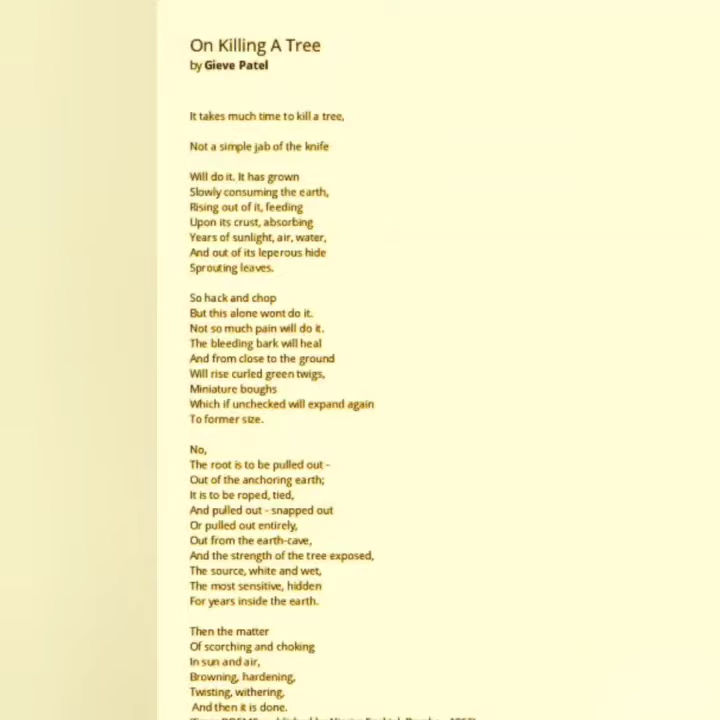 On Killing A Tree
by Gieve Patel
It takes much time to kill a tree,
Not a simple jab of the knife
Will do it. It has grown
Slowly consuming the earth,
Rising out of it, feeding
Upon its crust, absorbing
Years of sunlight, air, water,
And out of its leperous hide
Sprouting leaves.
So hack and chop
But this alone wont do it.
Not so much pain will do it.
The bleeding bark will heal
And from close to the ground
Will rise curled green twigs,
Miniature boughs
Which if unchecked will expand again
To former size.
No,
The root is to be pulled out -
Out of the anchoring earth;
It is to be roped, tied,
And pulled out - snapped out
Or pulled out entirely,
Out from the earth-cave,
And the strength of the tree exposed,
The source, white and wet,
The most sensitive, hidden
For years inside the earth.
Then the matter
Of scorching and choking
In sun and air,
Browning, hardening,
Twisting, withering,
And then it is done.